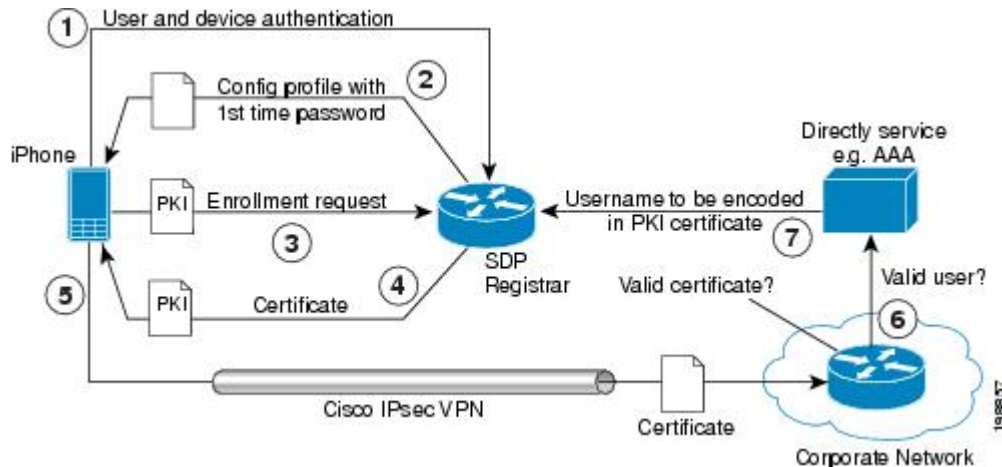 1
User and device authentication
2
Config profile with
1st time password
iPhone
Directly service
e.g. AAA
PKI
Enrollment request
3
Username to be encoded
in PKI certificate
7
SDP
Registrar
4
5
PKI
Certificate
Valid certificate?
Valid user?
6
Cisco IPsec VPN
Certificate
Corporate Network